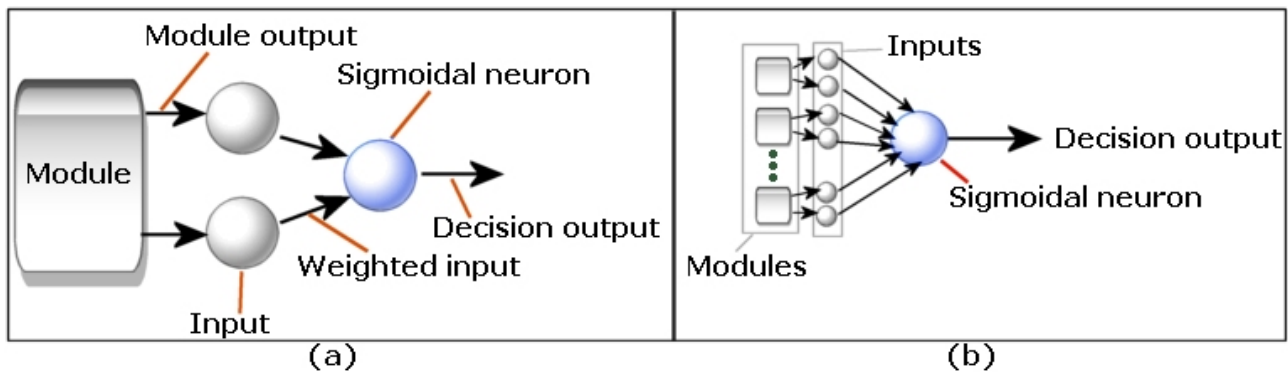 Module output
Sigmoidal neuron
Module
Decision output
Weighted input
Input
(a)
Inputs
Decision output
Sigmoidal neuron
Modules
(b)